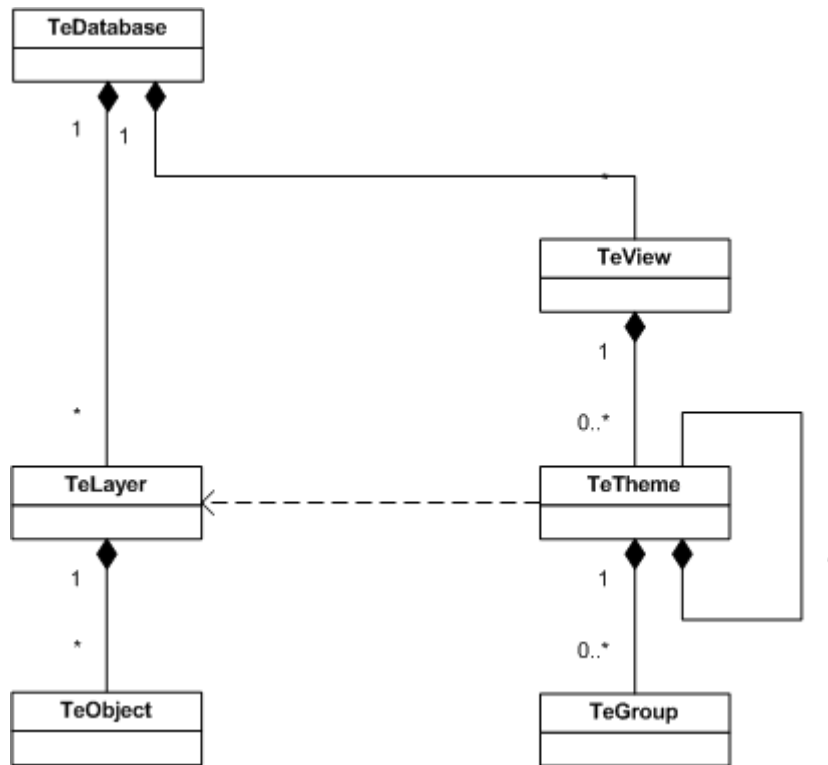 TeDatabase
1
1
*
TeView
1
*
0..*
TeLayer
TeTheme
1
1
*
0..*
TeObject
TeGroup